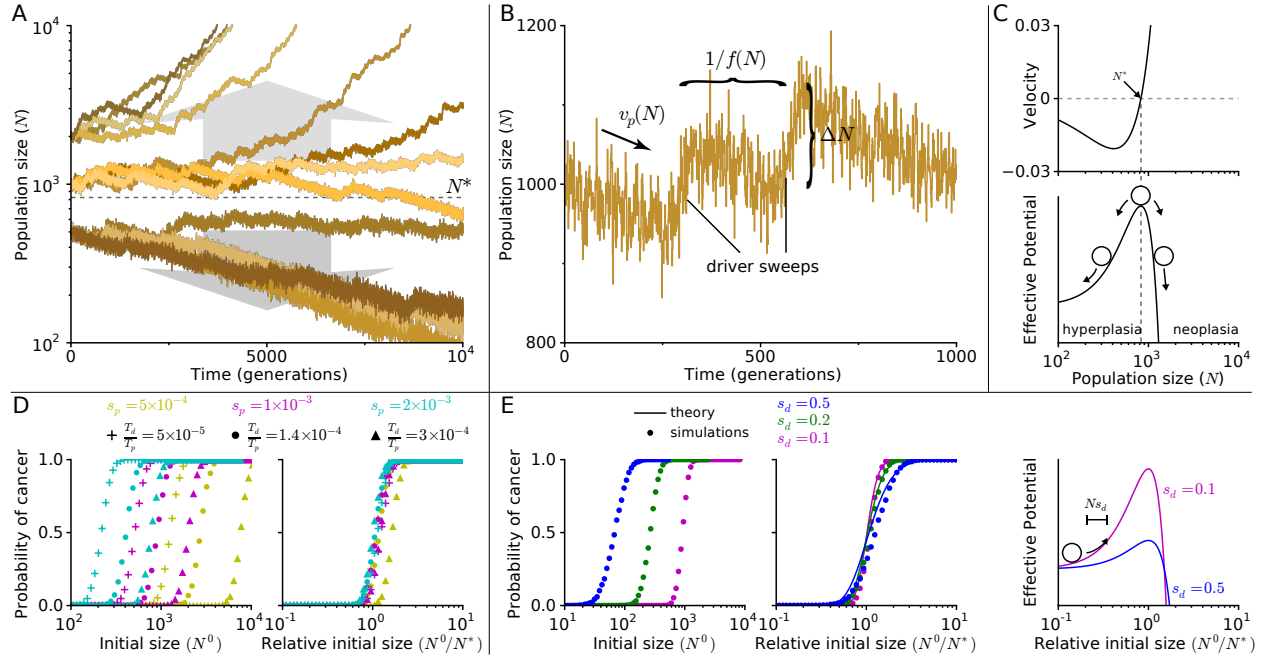 A
10^4
10^3
10^2
Population size (N)
N*
0
5000
10^4
Time (generations)
B
1200
1100
1000
800
Population size (N)
1/f(N)
v_p(N)
ΔN
driver sweeps
0
500
1000
Time (generations)
C
Velocity
0
−0.03
N*
Effective Potential
hyperplasia
neoplasia
10^2
10^3
10^4
Population size (N)
D
s_p = 5×10^-4
s_p = 1×10^-3
s_p = 2×10^-3
+ T_d/T_p = 5×10^-5
● T_d/T_p = 1.4×10^-4
▲ T_d/T_p = 3×10^-4
Probability of cancer
1.0
0.5
0.0
10^2
10^3
10^4
Initial size (N^0)
10^-1
10^0
10^1
Relative initial size (N^0/N*)
E
theory
simulations
s_d = 0.5
s_d = 0.2
s_d = 0.1
Probability of cancer
1.0
0.5
0.0
10^1
10^2
10^3
10^4
Initial size (N^0)
10^-1
10^0
10^1
Relative initial size (N^0/N*)
Effective Potential
Ns_d
s_d = 0.1
s_d = 0.5
10^-1
10^0
10^1
Relative initial size (N^0/N*)